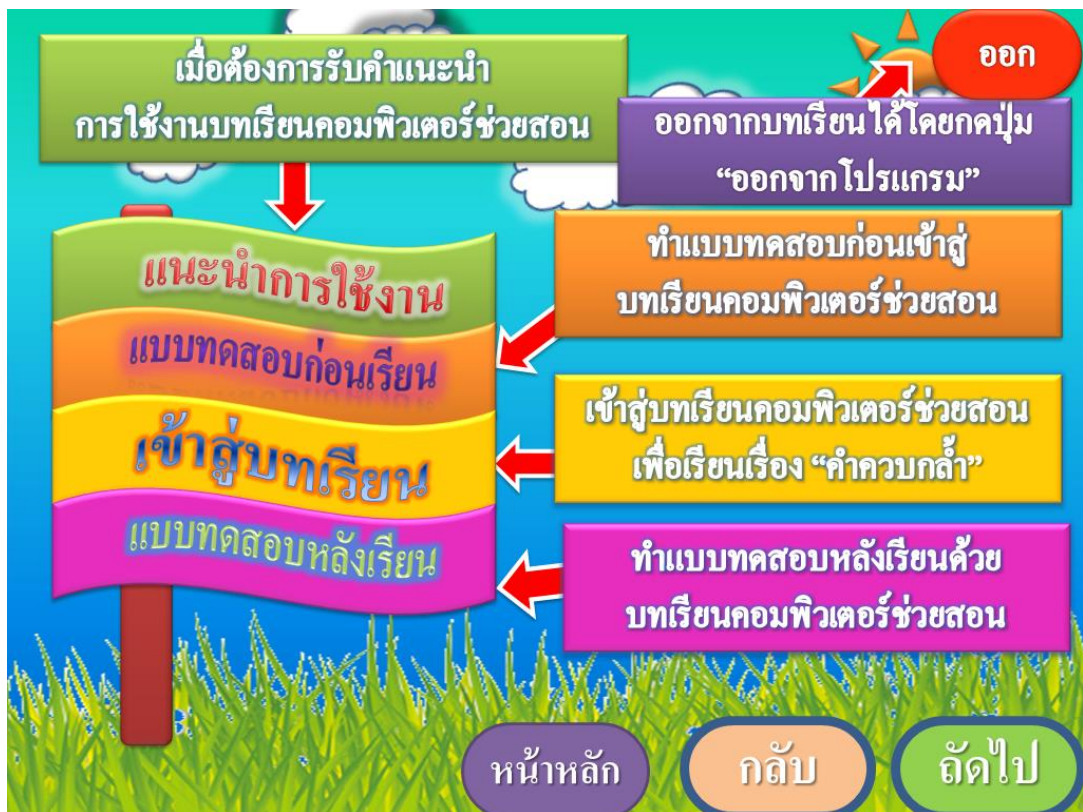 เมื่อต้องการรับคำแนะนำ
การใช้งานบทเรียนคอมพิวเตอร์ช่วยสอน
ออก
ออกจากบทเรียนได้โดยกดปุ่ม
“ออกจากโปรแกรม”
แนะนำการใช้งาน
ทำแบบทดสอบก่อนเข้าสู่
บทเรียนคอมพิวเตอร์ช่วยสอน
แบบทดสอบก่อนเรียน
เข้าสู่บทเรียน
เข้าสู่บทเรียนคอมพิวเตอร์ช่วยสอน
เพื่อเรียนเรื่อง “คำควบกล้ำ”
แบบทดสอบหลังเรียน
ทำแบบทดสอบหลังเรียนด้วย
บทเรียนคอมพิวเตอร์ช่วยสอน
หน้าหลัก
กลับ
ถัดไป